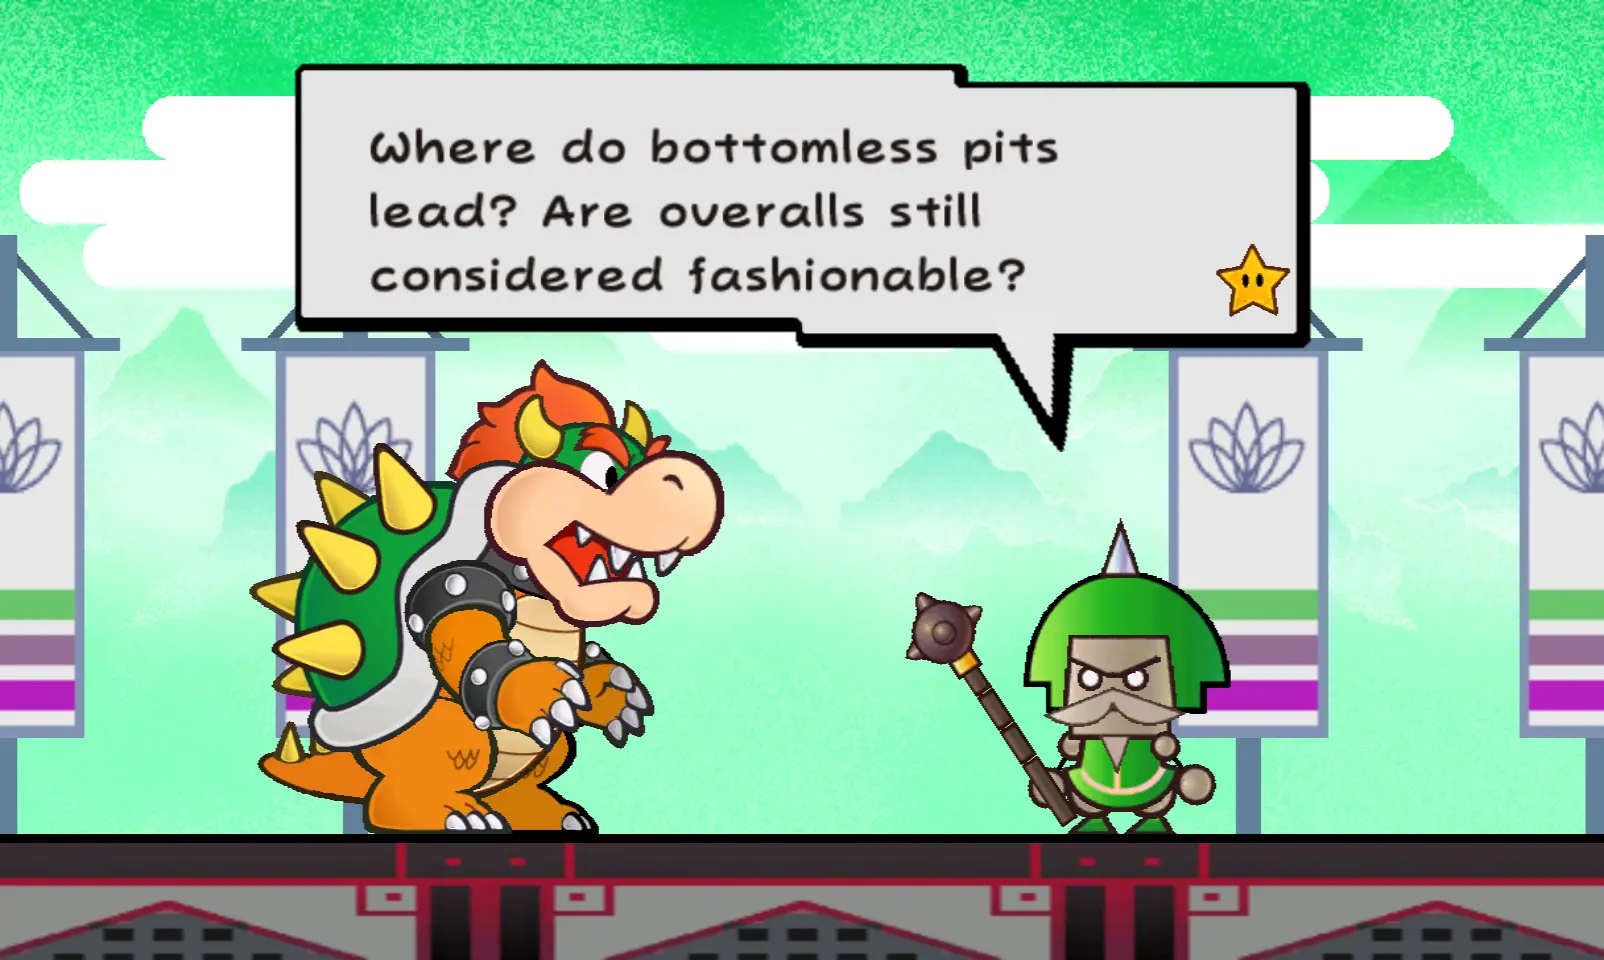 Where do bottomless pits
lead? Are overalls still
considered fashionable?